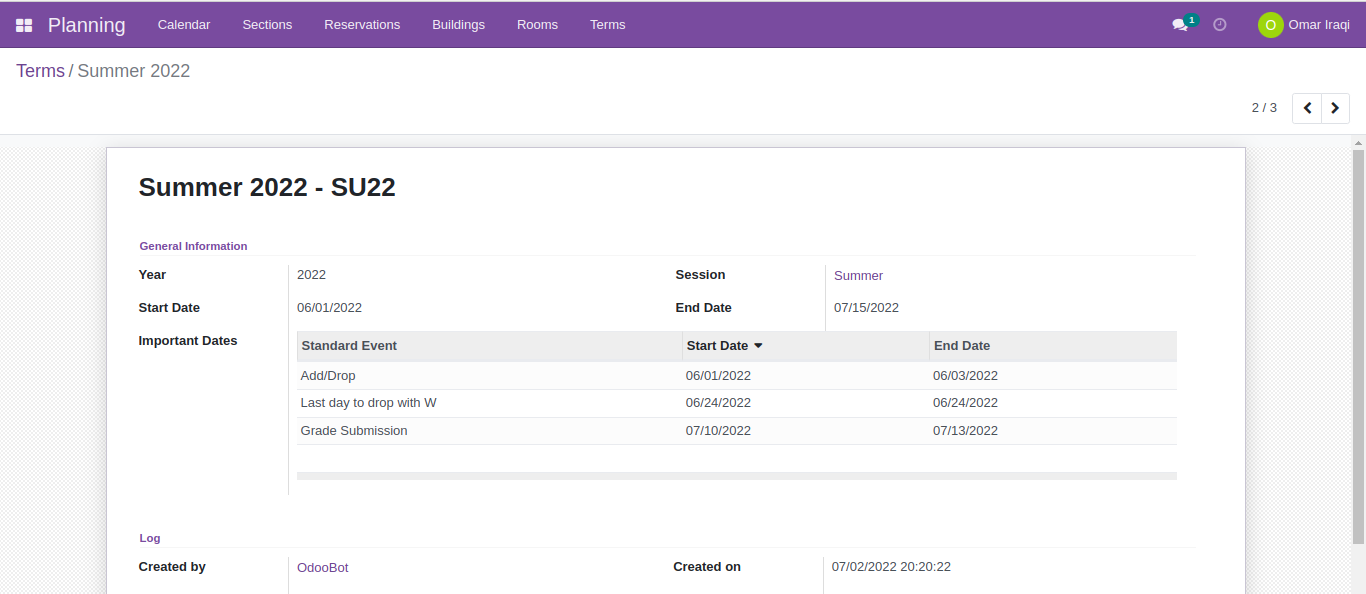 Planning Calendar Sections Reservations Buildings Rooms Terms 1 O Omar Iraqi
Terms / Summer 2022
2 / 3
Summer 2022 - SU22
General Information
Year 2022 Session Summer
Start Date 06/01/2022 End Date 07/15/2022
Important Dates
Standard Event Start Date End Date
Add/Drop 06/01/2022 06/03/2022
Last day to drop with W 06/24/2022 06/24/2022
Grade Submission 07/10/2022 07/13/2022
Log
Created by OdooBot Created on 07/02/2022 20:20:22